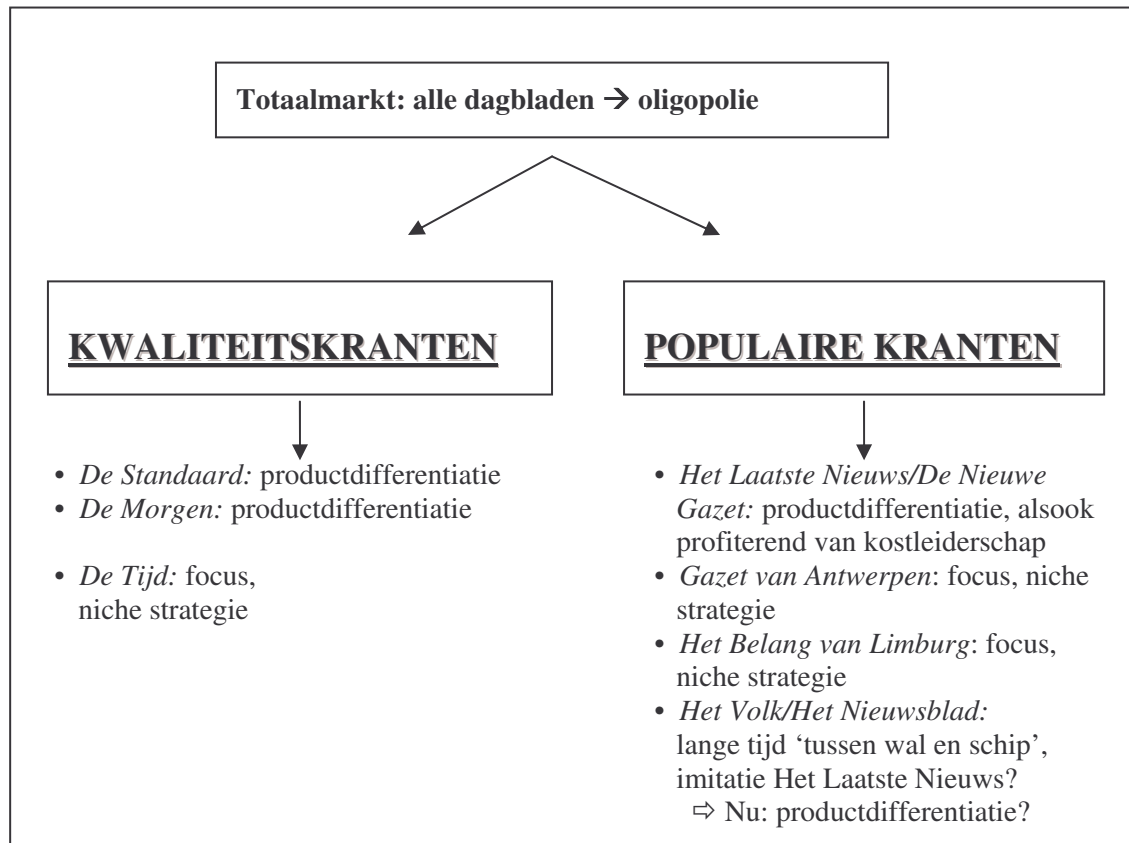 Totaalmarkt: alle dagbladen → oligopolie
KWALITEITSKRANTEN
• De Standaard: productdifferentiatie
• De Morgen: productdifferentiatie
• De Tijd: focus,
niche strategie
POPULAIRE KRANTEN
• Het Laatste Nieuws/De Nieuwe
Gazet: productdifferentiatie, alsook
profiterend van kostleiderschap
• Gazet van Antwerpen: focus, niche
strategie
• Het Belang van Limburg: focus,
niche strategie
• Het Volk/Het Nieuwsblad:
lange tijd ‘tussen wal en schip’,
imitatie Het Laatste Nieuws?
⇨ Nu: productdifferentiatie?